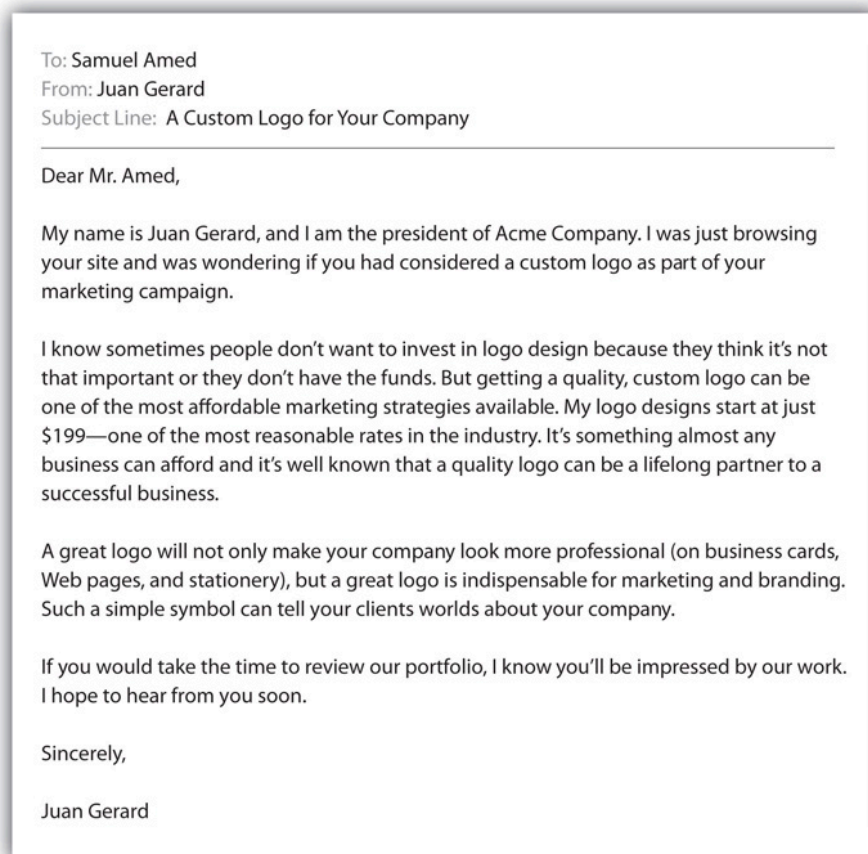 To: Samuel Amed
From: Juan Gerard
Subject Line: A Custom Logo for Your Company
Dear Mr. Amed,
My name is Juan Gerard, and I am the president of Acme Company. I was just browsing
your site and was wondering if you had considered a custom logo as part of your
marketing campaign.
I know sometimes people don’t want to invest in logo design because they think it’s not
that important or they don’t have the funds. But getting a quality, custom logo can be
one of the most affordable marketing strategies available. My logo designs start at just
$199—one of the most reasonable rates in the industry. It’s something almost any
business can afford and it’s well known that a quality logo can be a lifelong partner to a
successful business.
A great logo will not only make your company look more professional (on business cards,
Web pages, and stationery), but a great logo is indispensable for marketing and branding.
Such a simple symbol can tell your clients worlds about your company.
If you would take the time to review our portfolio, I know you’ll be impressed by our work.
I hope to hear from you soon.
Sincerely,
Juan Gerard